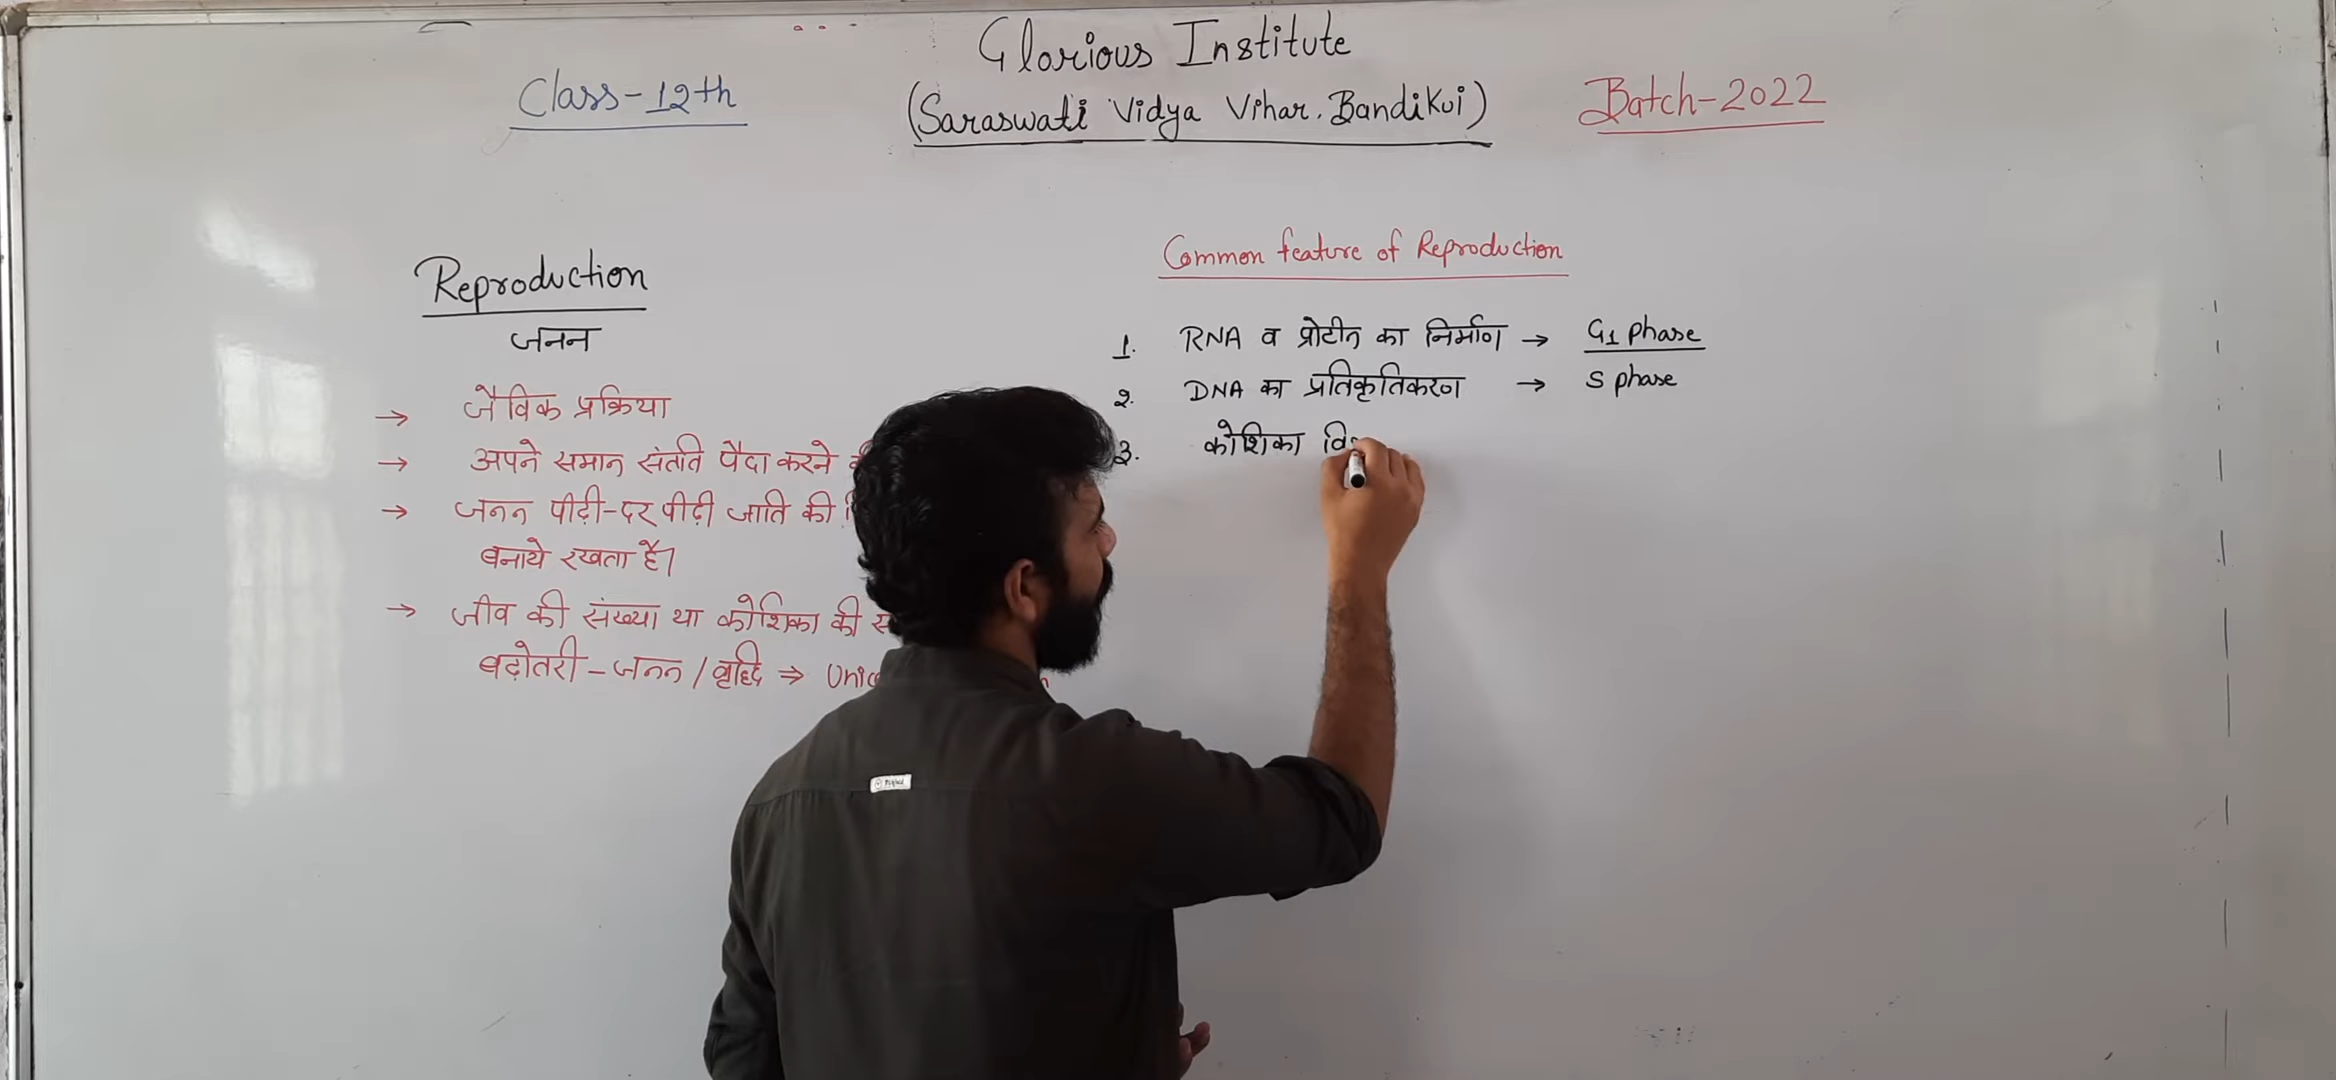 Glorious Institute
(Saraswati Vidya Vihar, Bandikui)
Class-12th
Batch-2022
Reproduction
जनन
→ जैविक प्रक्रिया
→ अपने समान संतति पैदा करने
→ जनन पीढ़ी-दर पीढ़ी जाति की
बनाये रखता है।
→ जीव की संख्या या कोशिका की
बढ़ोतरी - जनन / वृद्धि ⇒
Common feature of Reproduction
1. RNA व प्रोटीन का निर्माण → G1 phase
2. DNA का प्रतिकृतिकरण → S phase
3. कोशिका वि